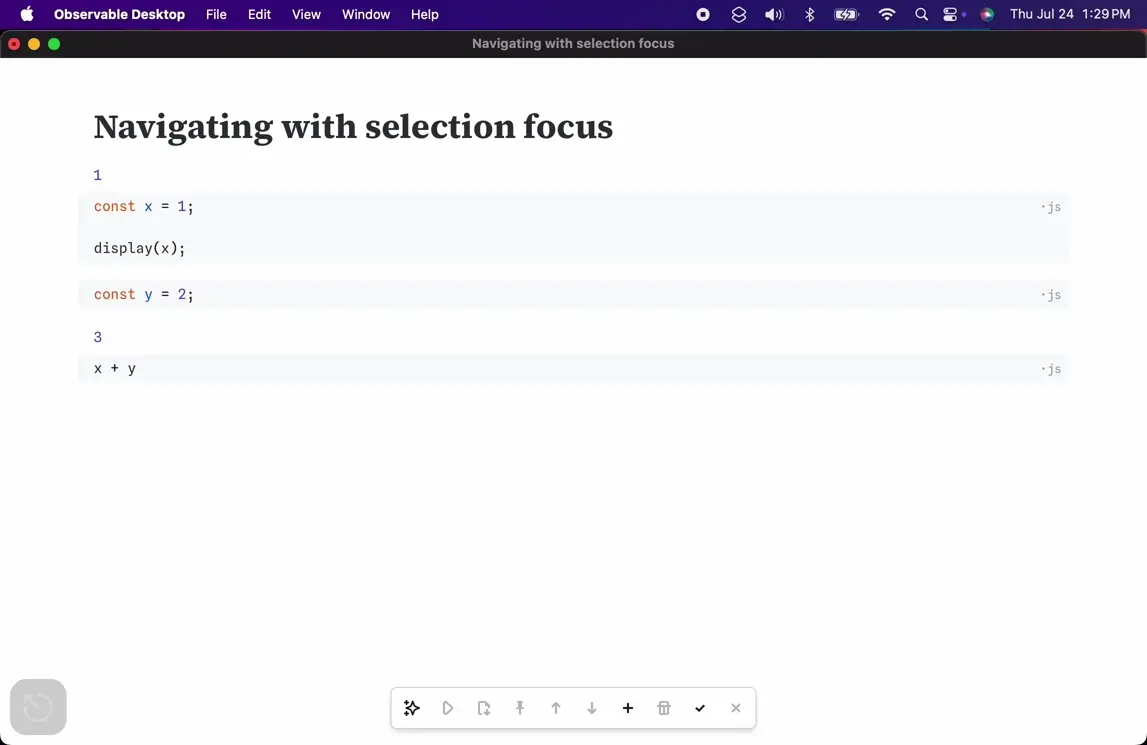 Observable Desktop File Edit View Window Help Thu Jul 24 1:29 PM
Navigating with selection focus
Navigating with selection focus
1
const x = 1; js
display(x);
const y = 2; js
3
x + y js